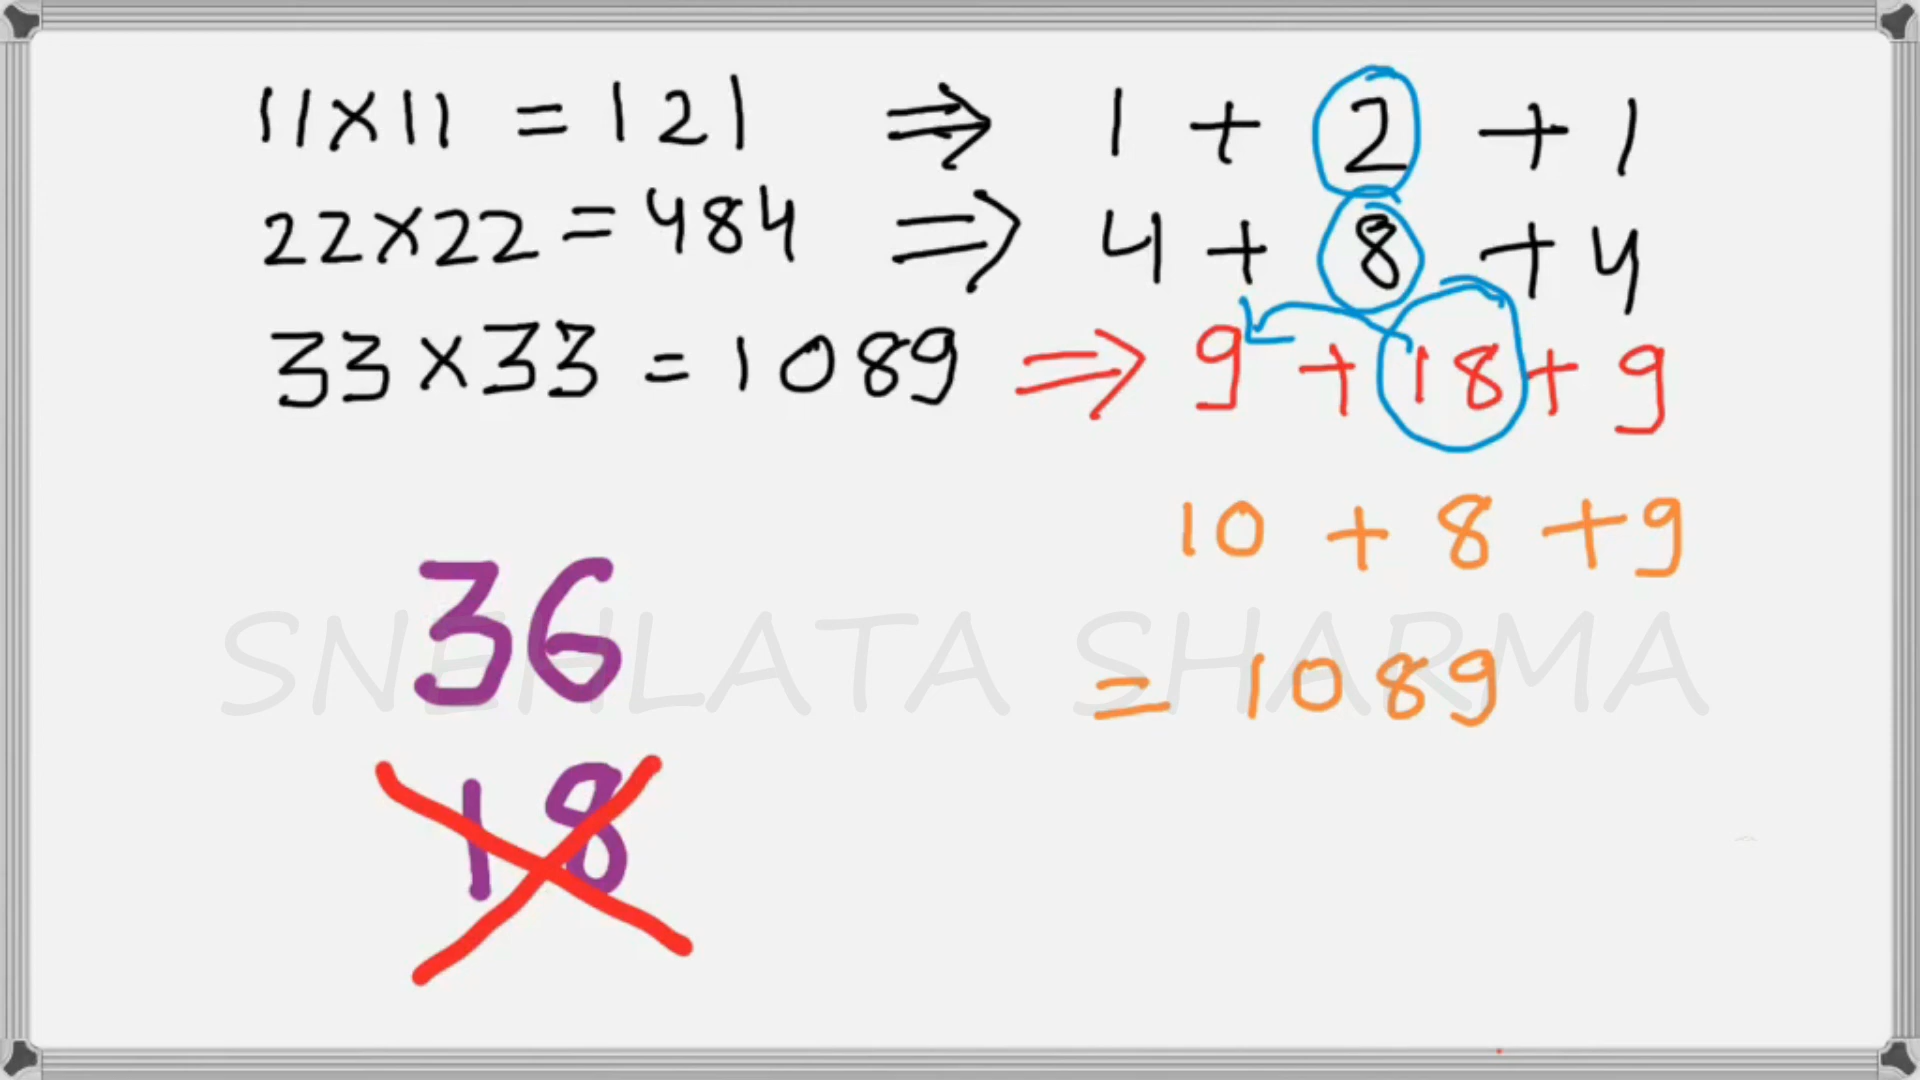 11×11 = 121 ⇒ 1 + 2 + 1
22×22 = 484 ⇒ 4 + 8 + 4
33×33 = 1089 ⇒ 9 + 18 + 9
10 + 8 + 9
36
SNEHLATA SHARMA
= 1089
18